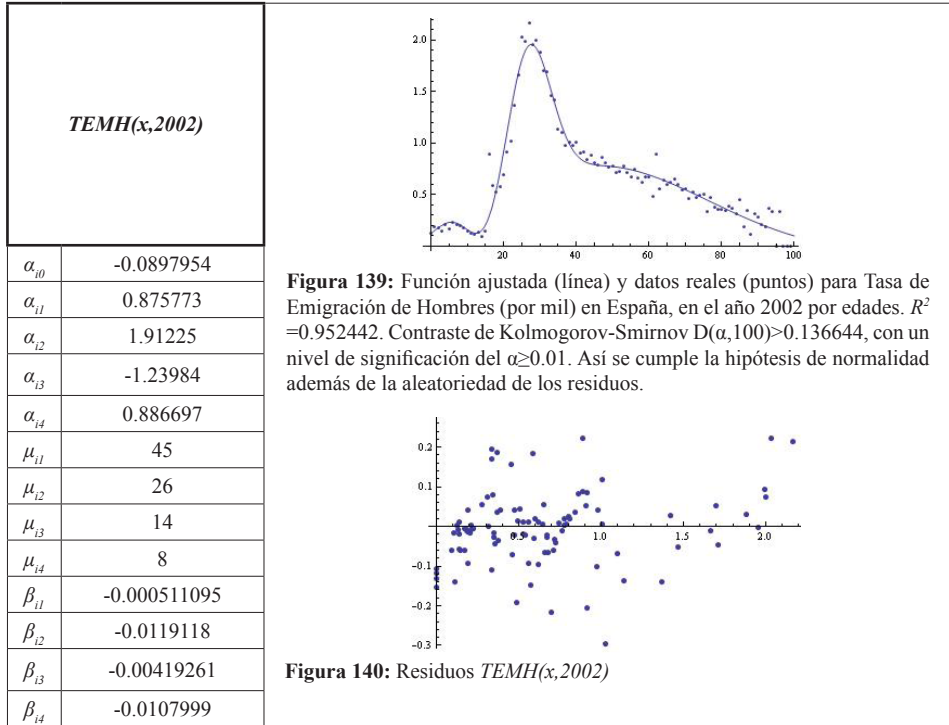 TEMH(x,2002)
α_i0 -0.0897954
α_i1 0.875773
α_i2 1.91225
α_i3 -1.23984
α_i4 0.886697
μ_i1 45
μ_i2 26
μ_i3 14
μ_i4 8
β_i1 -0.000511095
β_i2 -0.0119118
β_i3 -0.00419261
β_i4 -0.0107999
2.0
1.5
1.0
0.5
20 40 60 80 100
Figura 139: Función ajustada (línea) y datos reales (puntos) para Tasa de
Emigración de Hombres (por mil) en España, en el año 2002 por edades. R²
=0.952442. Contraste de Kolmogorov-Smirnov D(α,100)>0.136644, con un
nivel de significación del α≥0.01. Así se cumple la hipótesis de normalidad
además de la aleatoriedad de los residuos.
0.2
0.1
0.5 1.0 1.5 2.0
-0.1
-0.2
-0.3
Figura 140: Residuos TEMH(x,2002)